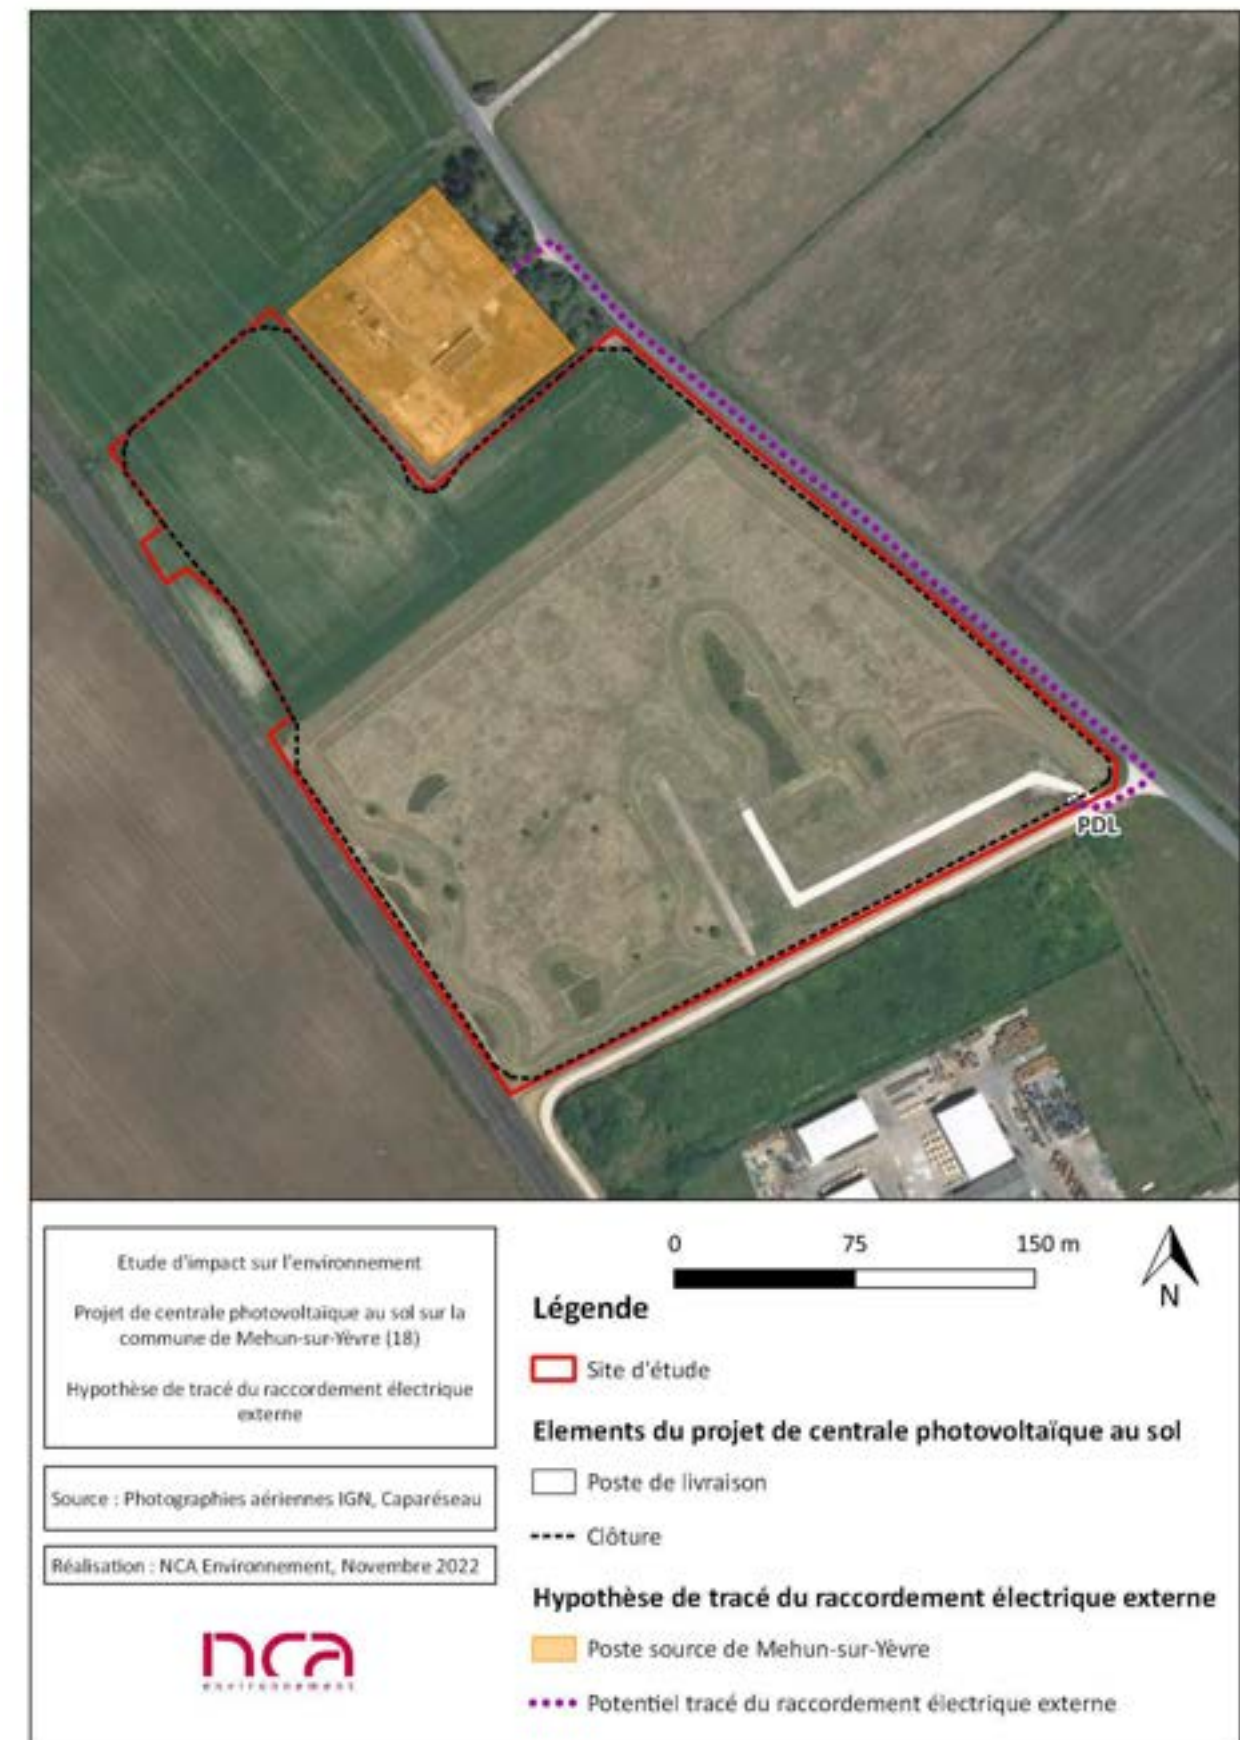 PDL
Etude d'impact sur l'environnement
Projet de centrale photovoltaïque au sol sur la
commune de Mehun-sur-Yèvre (18)
Hypothèse de tracé du raccordement électrique
externe
Source : Photographies aériennes IGN, Caparéseau
Réalisation : NCA Environnement, Novembre 2022
nca
environnement
0 75 150 m
N
Légende
Site d'étude
Elements du projet de centrale photovoltaïque au sol
Poste de livraison
Clôture
Hypothèse de tracé du raccordement électrique externe
Poste source de Mehun-sur-Yèvre
Potentiel tracé du raccordement électrique externe